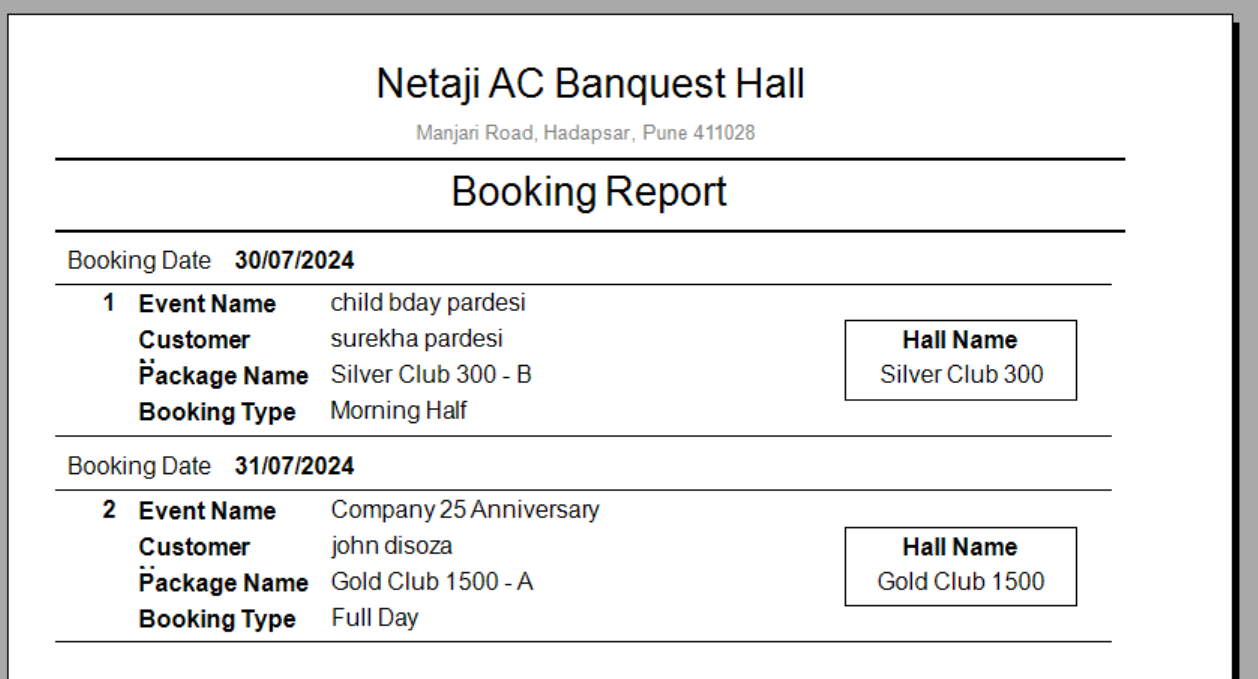 Netaji AC Banquest Hall
Manjari Road, Hadapsar, Pune 411028
Booking Report
Booking Date 30/07/2024
1 Event Name child bday pardesi
Customer surekha pardesi
Hall Name
Package Name Silver Club 300 - B
Silver Club 300
Booking Type Morning Half
Booking Date 31/07/2024
2 Event Name Company 25 Anniversary
Customer john disoza
Hall Name
Package Name Gold Club 1500 - A
Gold Club 1500
Booking Type Full Day